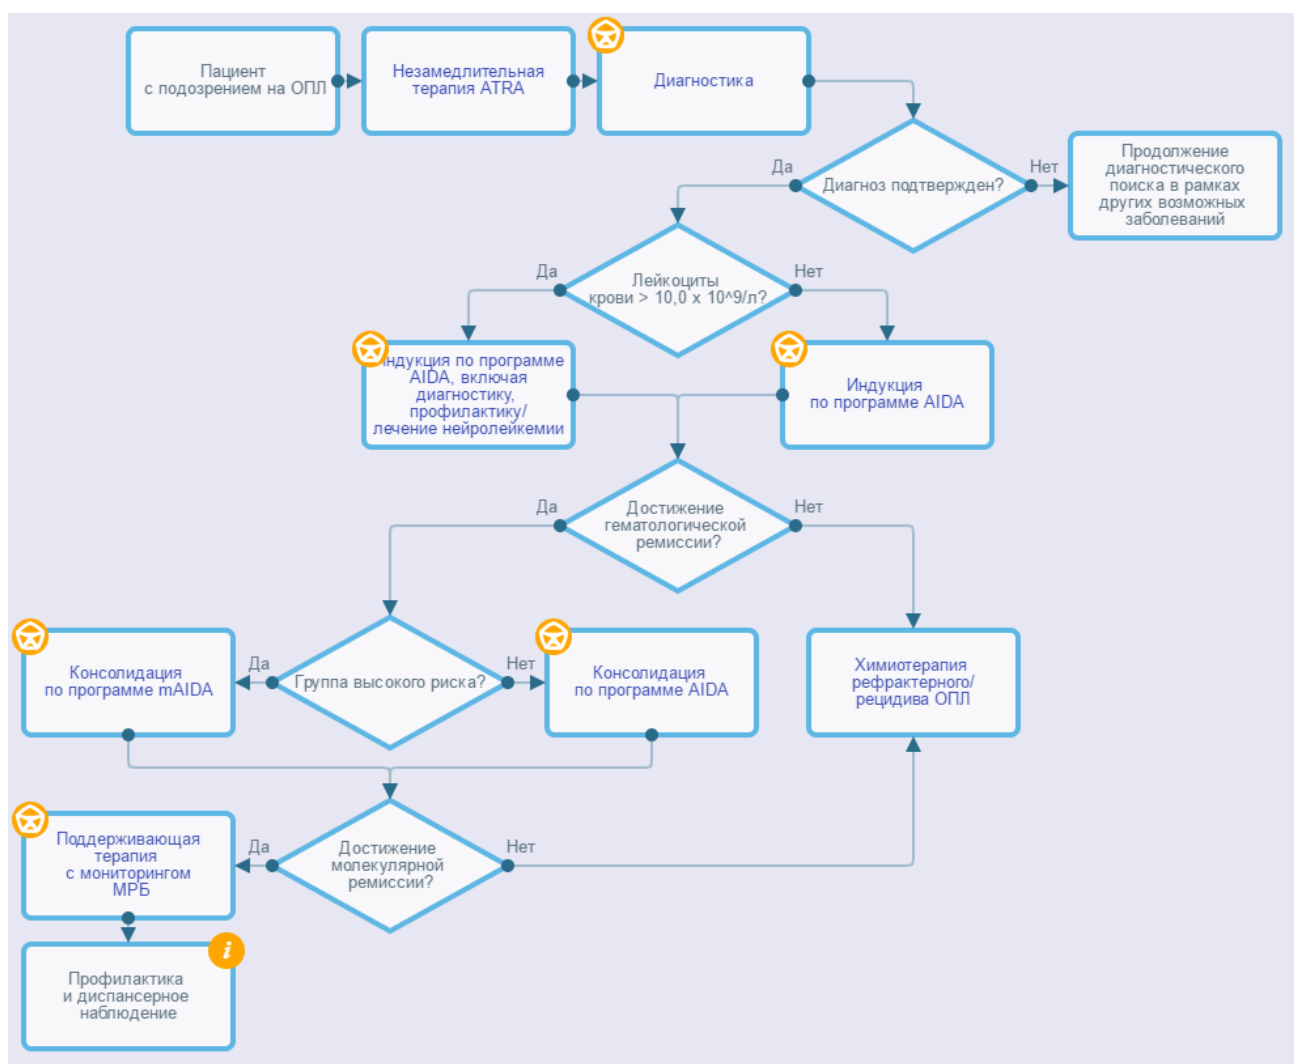 Пациент
с подозрением на ОПЛ
Незамедлительная
терапия ATRA
Диагностика
Диагноз подтвержден?
Да
Нет
Продолжение
диагностического
поиска в рамках
других возможных
заболеваний
Лейкоциты
крови > 10,0 x 10^9/л?
Да
Нет
Индукция по программе
AIDA, включая
диагностику,
профилактику/
лечение нейролейкемии
Индукция
по программе AIDA
Достижение
гематологической
ремиссии?
Да
Нет
Консолидация
по программе mAIDA
Да
Группа высокого риска?
Нет
Консолидация
по программе AIDA
Химиотерапия
рефрактерного/
рецидива ОПЛ
Поддерживающая
терапия
с мониторингом
МРБ
Да
Достижение
молекулярной
ремиссии?
Нет
i
Профилактика
и диспансерное
наблюдение